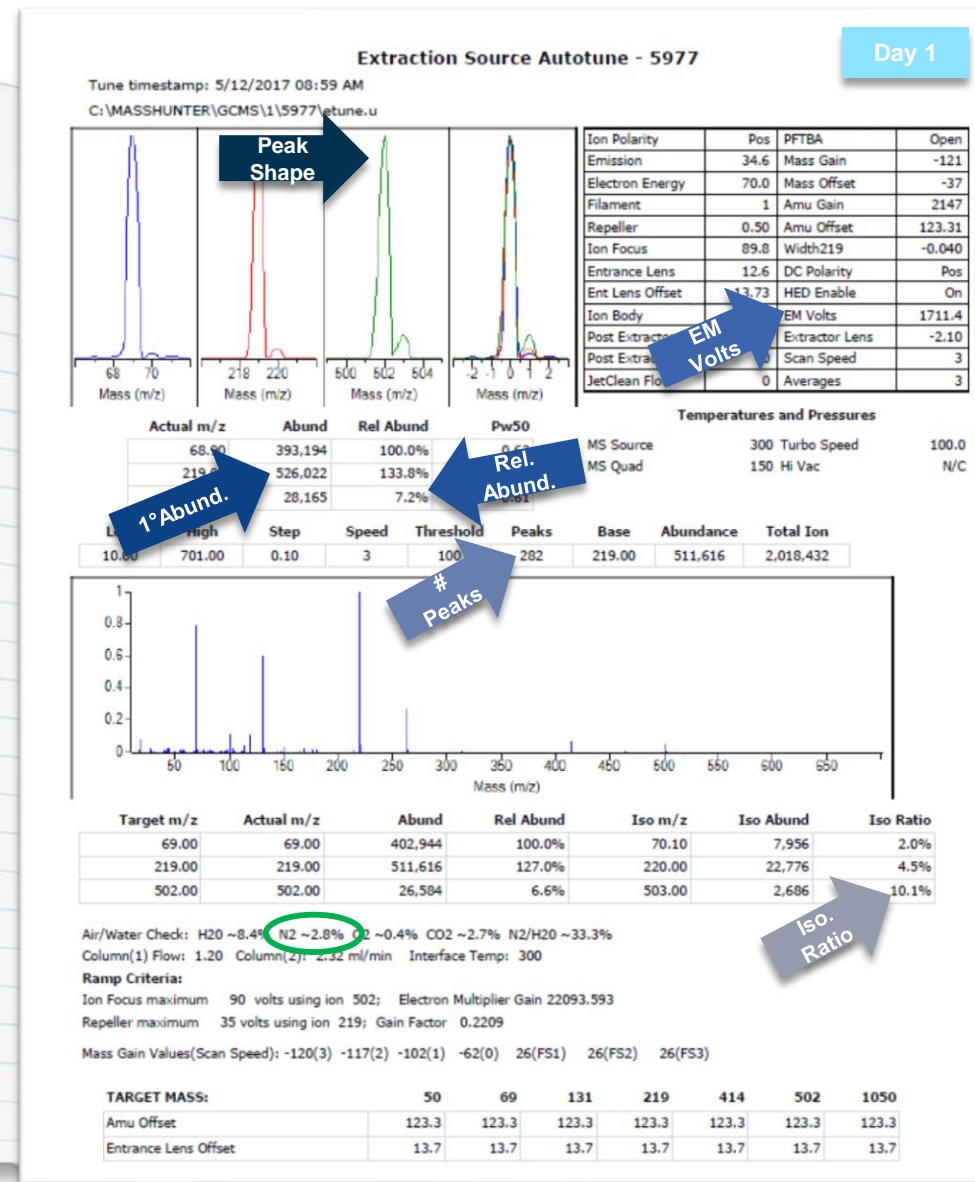 Day 1
Extraction Source Autotune - 5977
Tune timestamp: 5/12/2017 08:59 AM
C:\MASSHUNTER\GCMS\1\5977\etune.u
Peak
Shape
68 70
Mass (m/z)
218 220
Mass (m/z)
500 502 504
Mass (m/z)
-2 -1 0 1 2
Mass (m/z)
Ion Polarity Pos PFTBA Open
Emission 34.6 Mass Gain -121
Electron Energy 70.0 Mass Offset -37
Filament 1 Amu Gain 2147
Repeller 0.50 Amu Offset 123.31
Ion Focus 89.8 Width219 -0.040
Entrance Lens 12.6 DC Polarity Pos
Ent Lens Offset 13.73 HED Enable On
Ion Body EM Volts 1711.4
Post Extractor Lens -2.10
Post Scan Speed 3
JetClean 0 Averages 3
EM
Volts
Temperatures and Pressures
MS Source 300 Turbo Speed 100.0
MS Quad 150 Hi Vac N/C
Actual m/z Abund Rel Abund Pw50
68.90 393,194 100.0%
526,022 133.8%
28,165 7.2% 0.61
1°Abund.
Rel.
Abund.
High Step Speed Threshold Peaks Base Abundance Total Ion
701.00 0.10 3 100 282 219.00 511,616 2,018,432
#
Peaks
1
0.8
0.6
0.4
0.2
0
50 100 150 200 250 300 350 400 450 500 550 600 650
Mass (m/z)
Target m/z Actual m/z Abund Rel Abund Iso m/z Iso Abund Iso Ratio
69.00 69.00 402,944 100.0% 70.10 7,956 2.0%
219.00 219.00 511,616 127.0% 220.00 22,776 4.5%
502.00 502.00 26,584 6.6% 503.00 2,686 10.1%
Iso.
Ratio
Air/Water Check: H20 ~8.4% N2 ~2.8% O2 ~0.4% CO2 ~2.7% N2/H20 ~33.3%
Column(1) Flow: 1.20 Column(2): 2.32 ml/min Interface Temp: 300
Ramp Criteria:
Ion Focus maximum 90 volts using ion 502; Electron Multiplier Gain 22093.593
Repeller maximum 35 volts using ion 219; Gain Factor 0.2209
Mass Gain Values(Scan Speed): -120(3) -117(2) -102(1) -62(0) 26(FS1) 26(FS2) 26(FS3)
TARGET MASS: 50 69 131 219 414 502 1050
Amu Offset 123.3 123.3 123.3 123.3 123.3 123.3 123.3
Entrance Lens Offset 13.7 13.7 13.7 13.7 13.7 13.7 13.7